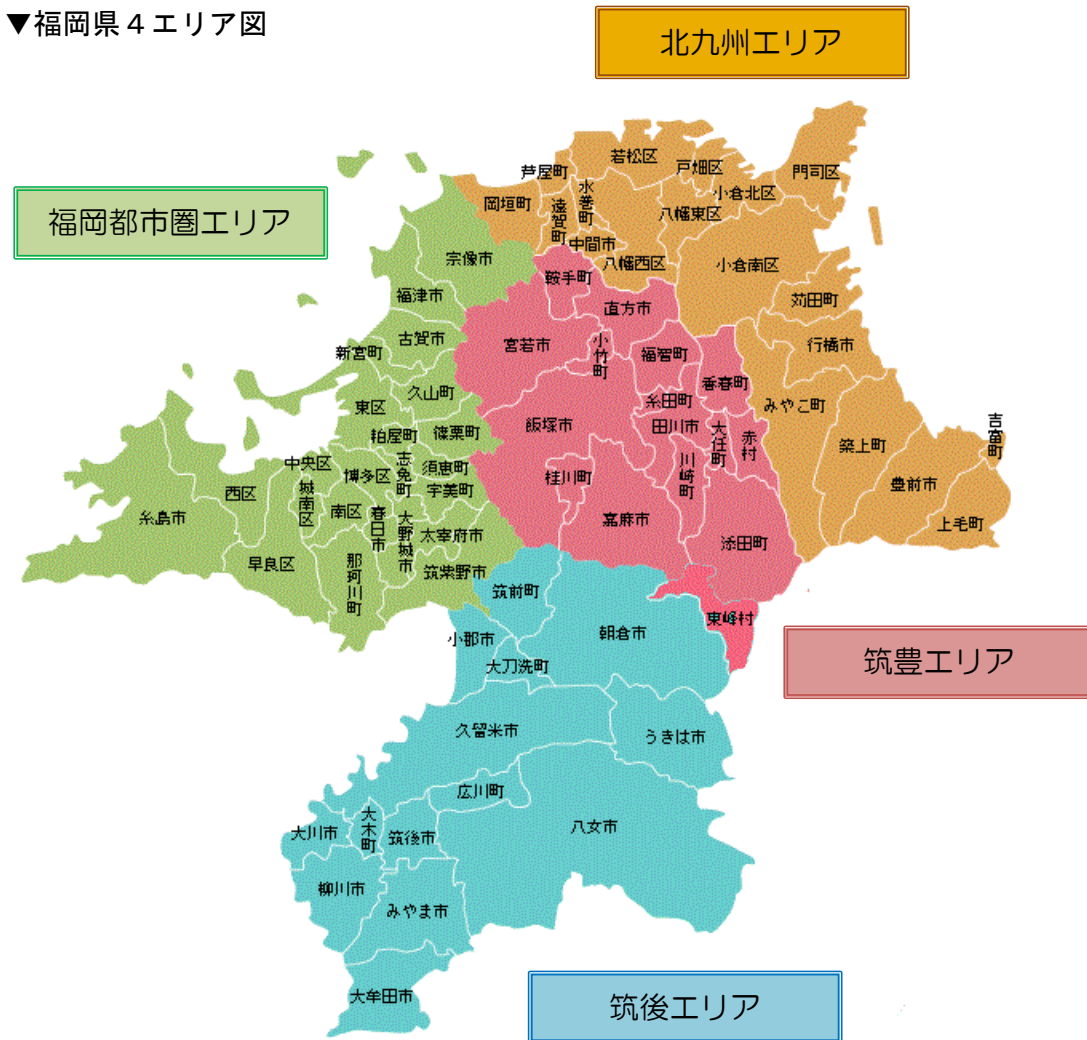 ▼福岡県４エリア図
北九州エリア
福岡都市圏エリア
筑豊エリア
筑後エリア
芦屋町
若松区
戸畑区
門司区
岡垣町
遠賀町
水巻町
小倉北区
八幡東区
中間市
八幡西区
小倉南区
苅田町
行橋市
みやこ町
築上町
吉富町
豊前市
上毛町
宗像市
福津市
古賀市
新宮町
久山町
東区
粕屋町
篠栗町
中央区
博多区
志免町
須恵町
宇美町
西区
城南区
南区
春日市
大野城市
太宰府市
糸島市
早良区
那珂川町
筑紫野市
鞍手町
直方市
宮若市
小竹町
福智町
香春町
糸田町
飯塚市
田川市
大任町
赤村
桂川町
川崎町
嘉麻市
添田町
東峰村
筑前町
小郡市
朝倉市
大刀洗町
久留米市
うきは市
広川町
大川市
大木町
筑後市
八女市
柳川市
みやま市
大牟田市